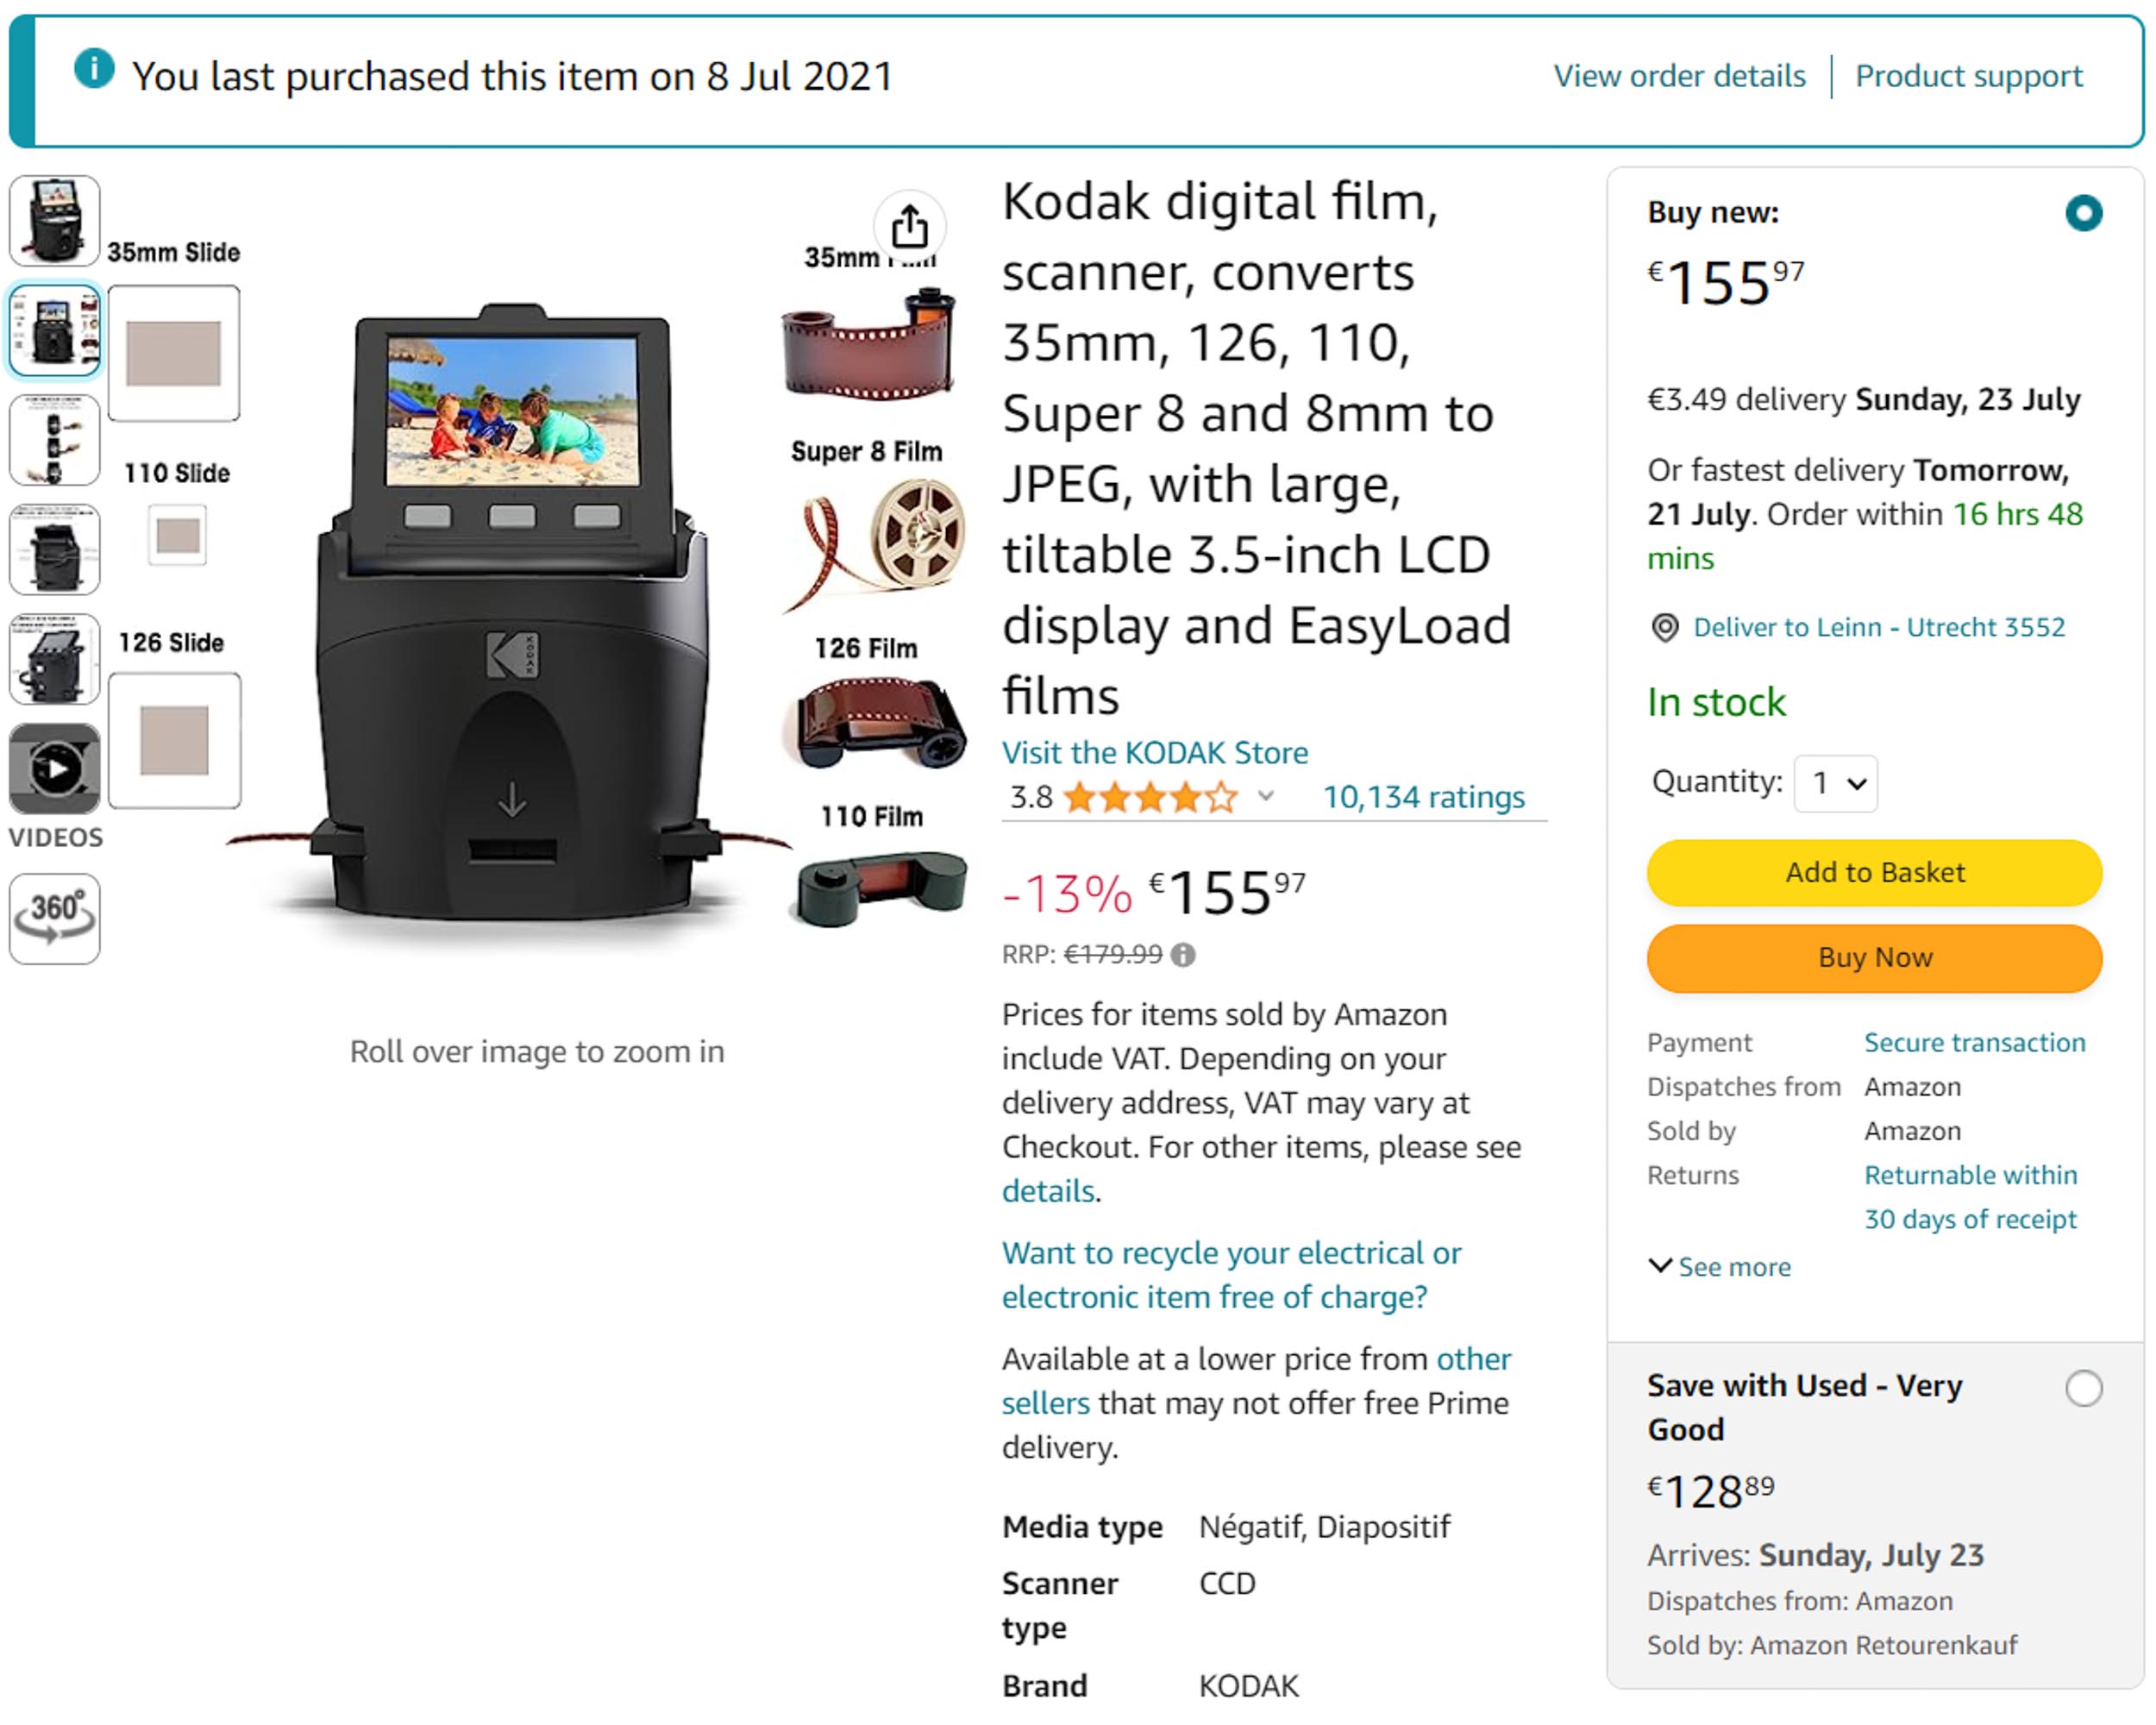 You last purchased this item on 8 Jul 2021
View order details
Product support
35mm Slide
110 Slide
126 Slide
VIDEOS
360°
35mm
Super 8 Film
126 Film
110 Film
KODAK
Roll over image to zoom in
Kodak digital film,
scanner, converts
35mm, 126, 110,
Super 8 and 8mm to
JPEG, with large,
tiltable 3.5-inch LCD
display and EasyLoad
films
Visit the KODAK Store
3.8
10,134 ratings
-13% €15597
RRP: €179.99
Prices for items sold by Amazon
include VAT. Depending on your
delivery address, VAT may vary at
Checkout. For other items, please see
details.
Want to recycle your electrical or
electronic item free of charge?
Available at a lower price from other
sellers that may not offer free Prime
delivery.
Media type Négatif, Diapositif
Scanner CCD
type
Brand KODAK
Buy new:
€15597
€3.49 delivery Sunday, 23 July
Or fastest delivery Tomorrow,
21 July. Order within 16 hrs 48
mins
Deliver to Leinn - Utrecht 3552
In stock
Quantity: 1
Add to Basket
Buy Now
Payment Secure transaction
Dispatches from Amazon
Sold by Amazon
Returns Returnable within
30 days of receipt
See more
Save with Used - Very
Good
€12889
Arrives: Sunday, July 23
Dispatches from: Amazon
Sold by: Amazon Retourenkauf